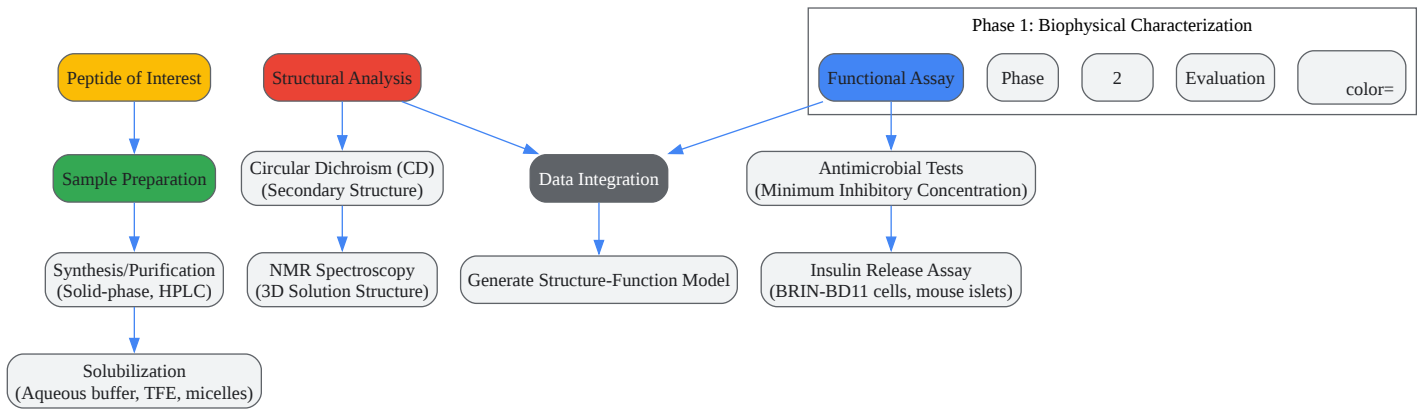 Phase 1: Biophysical Characterization
Peptide of Interest
Structural Analysis
Functional Assay
Phase
2
Evaluation
color=
Sample Preparation
Circular Dichroism (CD)
(Secondary Structure)
Data Integration
Antimicrobial Tests
(Minimum Inhibitory Concentration)
Synthesis/Purification
(Solid-phase, HPLC)
NMR Spectroscopy
(3D Solution Structure)
Generate Structure-Function Model
Insulin Release Assay
(BRIN-BD11 cells, mouse islets)
Solubilization
(Aqueous buffer, TFE, micelles)